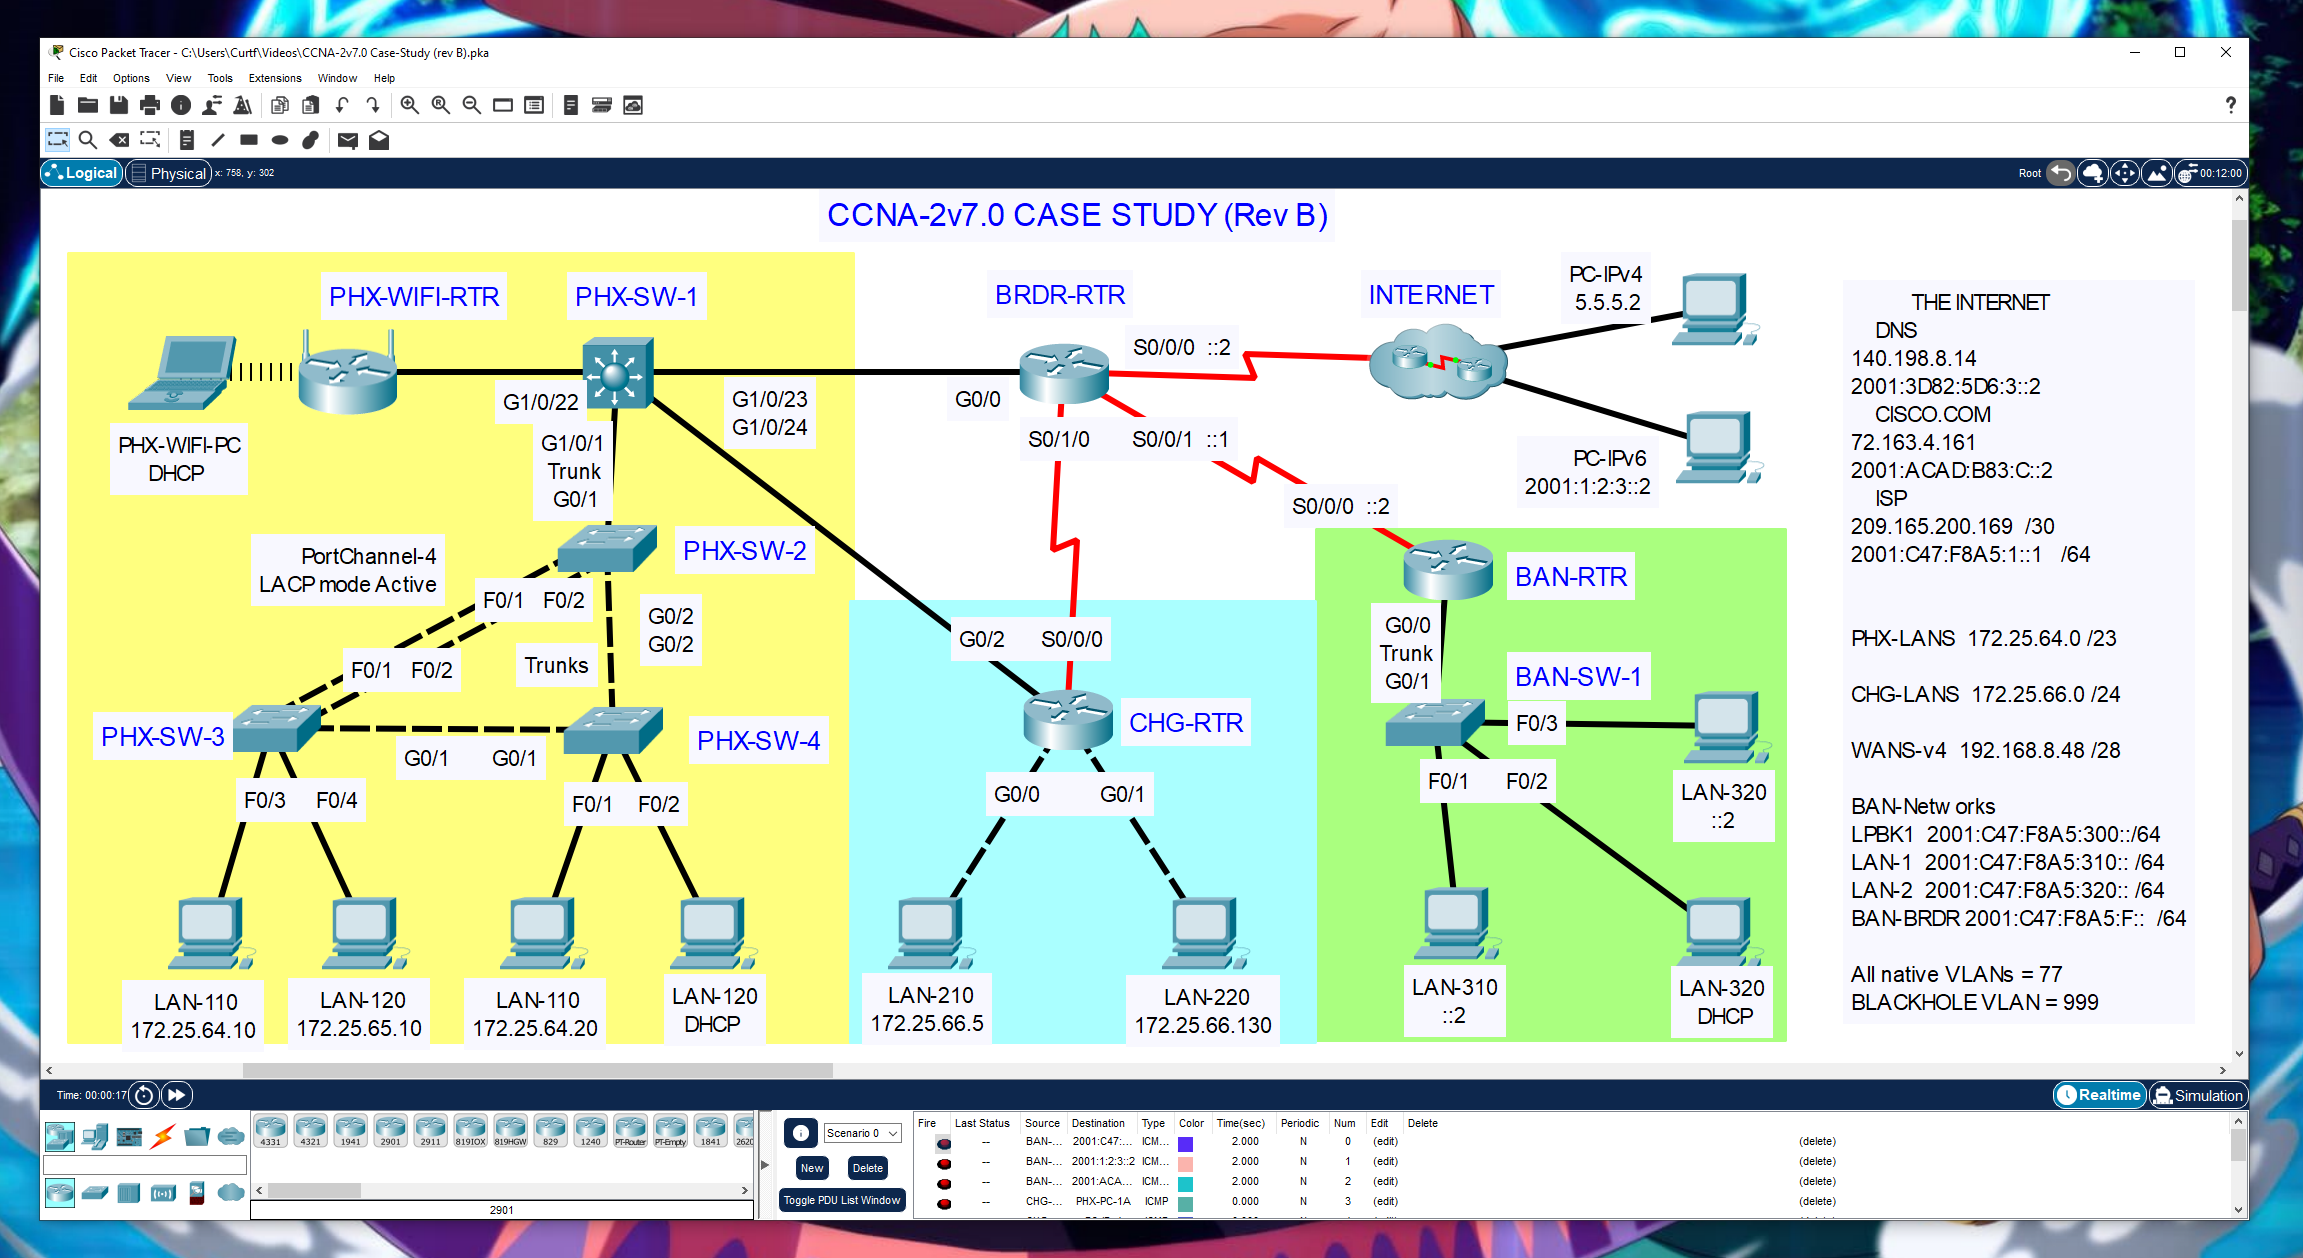 Cisco Packet Tracer - C:\Users\Curtf\Videos\CCNA-2v7.0 Case-Study (rev B).pka
File Edit Options View Tools Extensions Window Help
?
Logical Physical x: 758, y: 302 Root 00:12:00
CCNA-2v7.0 CASE STUDY (Rev B)
PHX-WIFI-RTR
PHX-SW-1
PHX-WIFI-PC
DHCP
G1/0/22
G1/0/1
Trunk
G0/1
G1/0/23
G1/0/24
PortChannel-4
LACP mode Active
PHX-SW-2
F0/1 F0/2
G0/2
G0/2
F0/1 F0/2
Trunks
PHX-SW-3
G0/1 G0/1
PHX-SW-4
F0/3 F0/4
F0/1 F0/2
LAN-110
172.25.64.10
LAN-120
172.25.65.10
LAN-110
172.25.64.20
LAN-120
DHCP
BRDR-RTR
G0/0
S0/0/0 ::2
S0/1/0 S0/0/1 ::1
INTERNET
PC-IPv4
5.5.5.2
PC-IPv6
2001:1:2:3::2
S0/0/0 ::2
G0/2 S0/0/0
CHG-RTR
G0/0 G0/1
LAN-210
172.25.66.5
LAN-220
172.25.66.130
BAN-RTR
G0/0
Trunk
G0/1
BAN-SW-1
F0/3
F0/1 F0/2
LAN-320
::2
LAN-310
::2
LAN-320
DHCP
THE INTERNET
DNS
140.198.8.14
2001:3D82:5D6:3::2
CISCO.COM
72.163.4.161
2001:ACAD:B83:C::2
ISP
209.165.200.169 /30
2001:C47:F8A5:1::1 /64
PHX-LANS 172.25.64.0 /23
CHG-LANS 172.25.66.0 /24
WANS-v4 192.168.8.48 /28
BAN-Netw orks
LPBK1 2001:C47:F8A5:300::/64
LAN-1 2001:C47:F8A5:310:: /64
LAN-2 2001:C47:F8A5:320:: /64
BAN-BRDR 2001:C47:F8A5:F:: /64
All native VLANs = 77
BLACKHOLE VLAN = 999
Time: 00:00:17
Realtime Simulation
4331 4321 1941 2901 2911 819IOX 819HGW 829 1240 PT-Router PT-Empty 1841 262
2901
Scenario 0
New Delete
Toggle PDU List Window
Fire Last Status Source Destination Type Color Time(sec) Periodic Num Edit Delete
-- BAN-... 2001:C47:... ICM... 2.000 N 0 (edit) (delete)
-- BAN-... 2001:1:2:3::2 ICM... 2.000 N 1 (edit) (delete)
-- BAN-... 2001:ACA... ICM... 2.000 N 2 (edit) (delete)
-- CHG-... PHX-PC-1A ICMP 0.000 N 3 (edit) (delete)